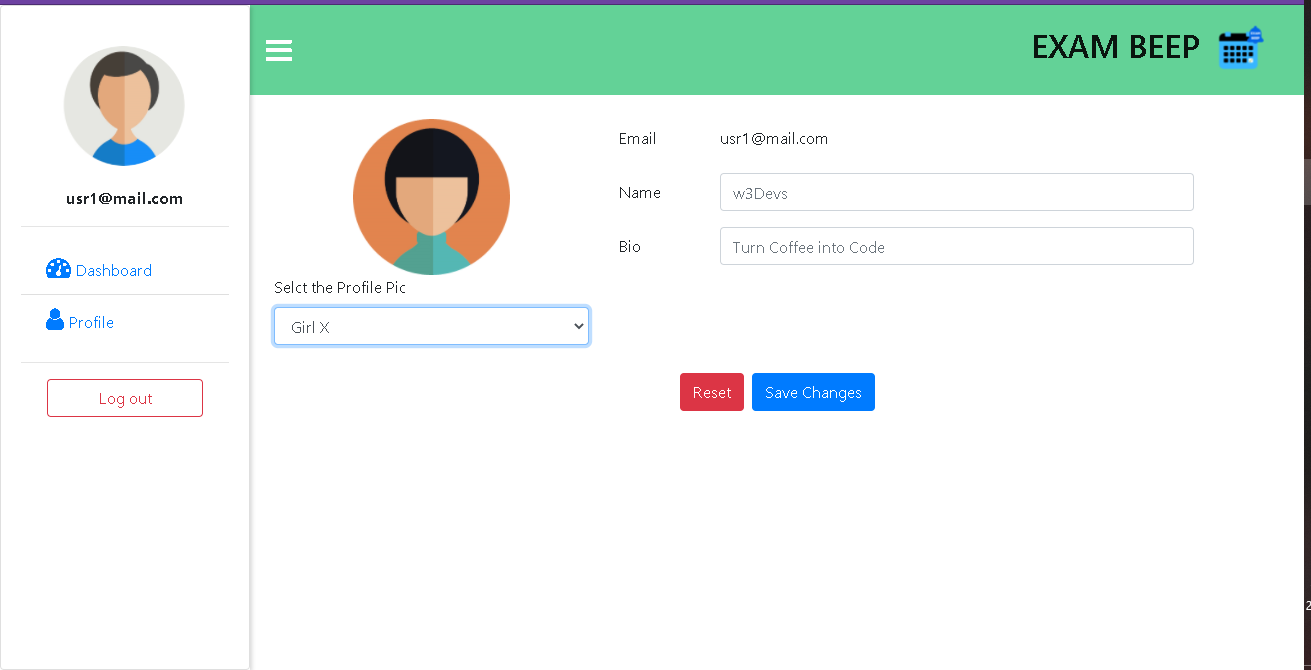 EXAM BEEP
usr1@mail.com
Dashboard
Profile
Log out
Selct the Profile Pic
Girl X
Email usr1@mail.com
Name w3Devs
Bio Turn Coffee into Code
Reset Save Changes
2